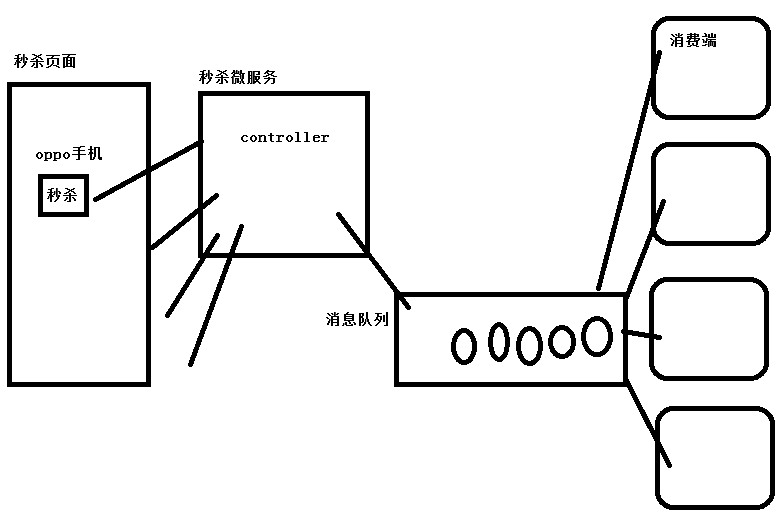 消费端
秒杀页面
秒杀微服务
controller
oppo手机
秒杀
消息队列